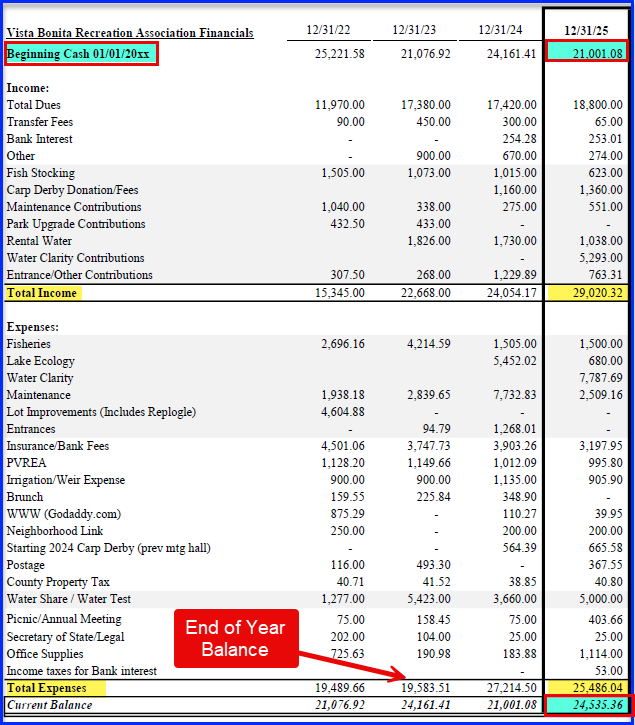 Vista Bonita Recreation Association Financials 12/31/22 12/31/23 12/31/24 12/31/25
Beginning Cash 01/01/20xx 25,221.58 21,076.92 24,161.41 21,001.08
Income:
Total Dues 11,970.00 17,380.00 17,420.00 18,800.00
Transfer Fees 90.00 450.00 300.00 65.00
Bank Interest - - 254.28 253.01
Other - 900.00 670.00 274.00
Fish Stocking 1,505.00 1,073.00 1,015.00 623.00
Carp Derby Donation/Fees 1,160.00 1,360.00
Maintenance Contributions 1,040.00 338.00 275.00 551.00
Park Upgrade Contributions 432.50 433.00 - -
Rental Water 1,826.00 1,730.00 1,038.00
Water Clarity Contributions - 5,293.00
Entrance/Other Contributions 307.50 268.00 1,229.89 763.31
Total Income 15,345.00 22,668.00 24,054.17 29,020.32
Expenses:
Fisheries 2,696.16 4,214.59 1,505.00 1,500.00
Lake Ecology 5,452.02 680.00
Water Clarity 7,787.69
Maintenance 1,938.18 2,839.65 7,732.83 2,509.16
Lot Improvements (Includes Replogle) 4,604.88 - - -
Entrances - 94.79 1,268.01 -
Insurance/Bank Fees 4,501.06 3,747.73 3,903.26 3,197.95
PVREA 1,128.20 1,149.66 1,012.09 995.80
Irrigation/Weir Expense 900.00 900.00 1,135.00 905.90
Brunch 159.55 225.84 348.90 -
WWW (Godaddy.com) 875.29 - 110.27 39.95
Neighborhood Link 250.00 - 200.00 200.00
Starting 2024 Carp Derby (prev mtg hall) - - 564.39 665.58
Postage 116.00 493.30 - 367.55
County Property Tax 40.71 41.52 38.85 40.80
Water Share / Water Test 1,277.00 5,423.00 3,660.00 5,000.00
Picnic/Annual Meeting 75.00 158.45 75.00 403.66
Secretary of State/Legal 202.00 104.00 25.00 25.00
Office Supplies 725.63 190.98 183.88 1,114.00
Income taxes for Bank interest - 53.00
Total Expenses 19,489.66 19,583.51 27,214.50 25,486.04
Current Balance 21,076.92 24,161.41 21,001.08 24,535.36
End of Year
Balance